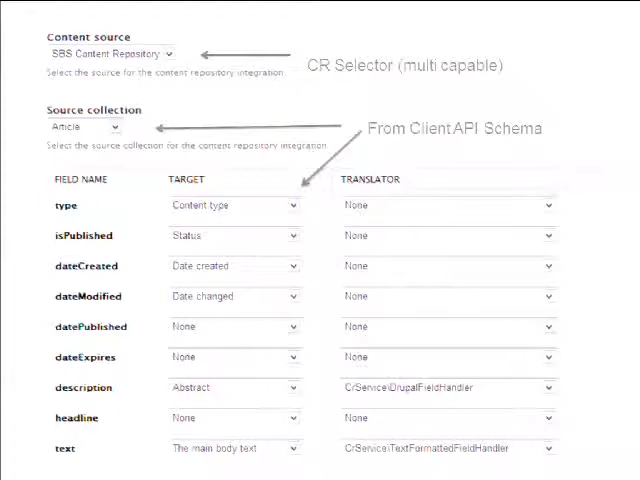 Content source
SBS Content Repository
CR Selector (multi capable)
Select the source for the content repository integration.
Source collection
Article
From Client API Schema
Select the source collection for the content repository integration.
FIELD NAME TARGET TRANSLATOR
type Content type None
isPublished Status None
dateCreated Date created None
dateModified Date changed None
datePublished None None
dateExpires None None
description Abstract CrService\DrupalFieldHandler
headline None None
text The main body text CrService\TextFormattedFieldHandler